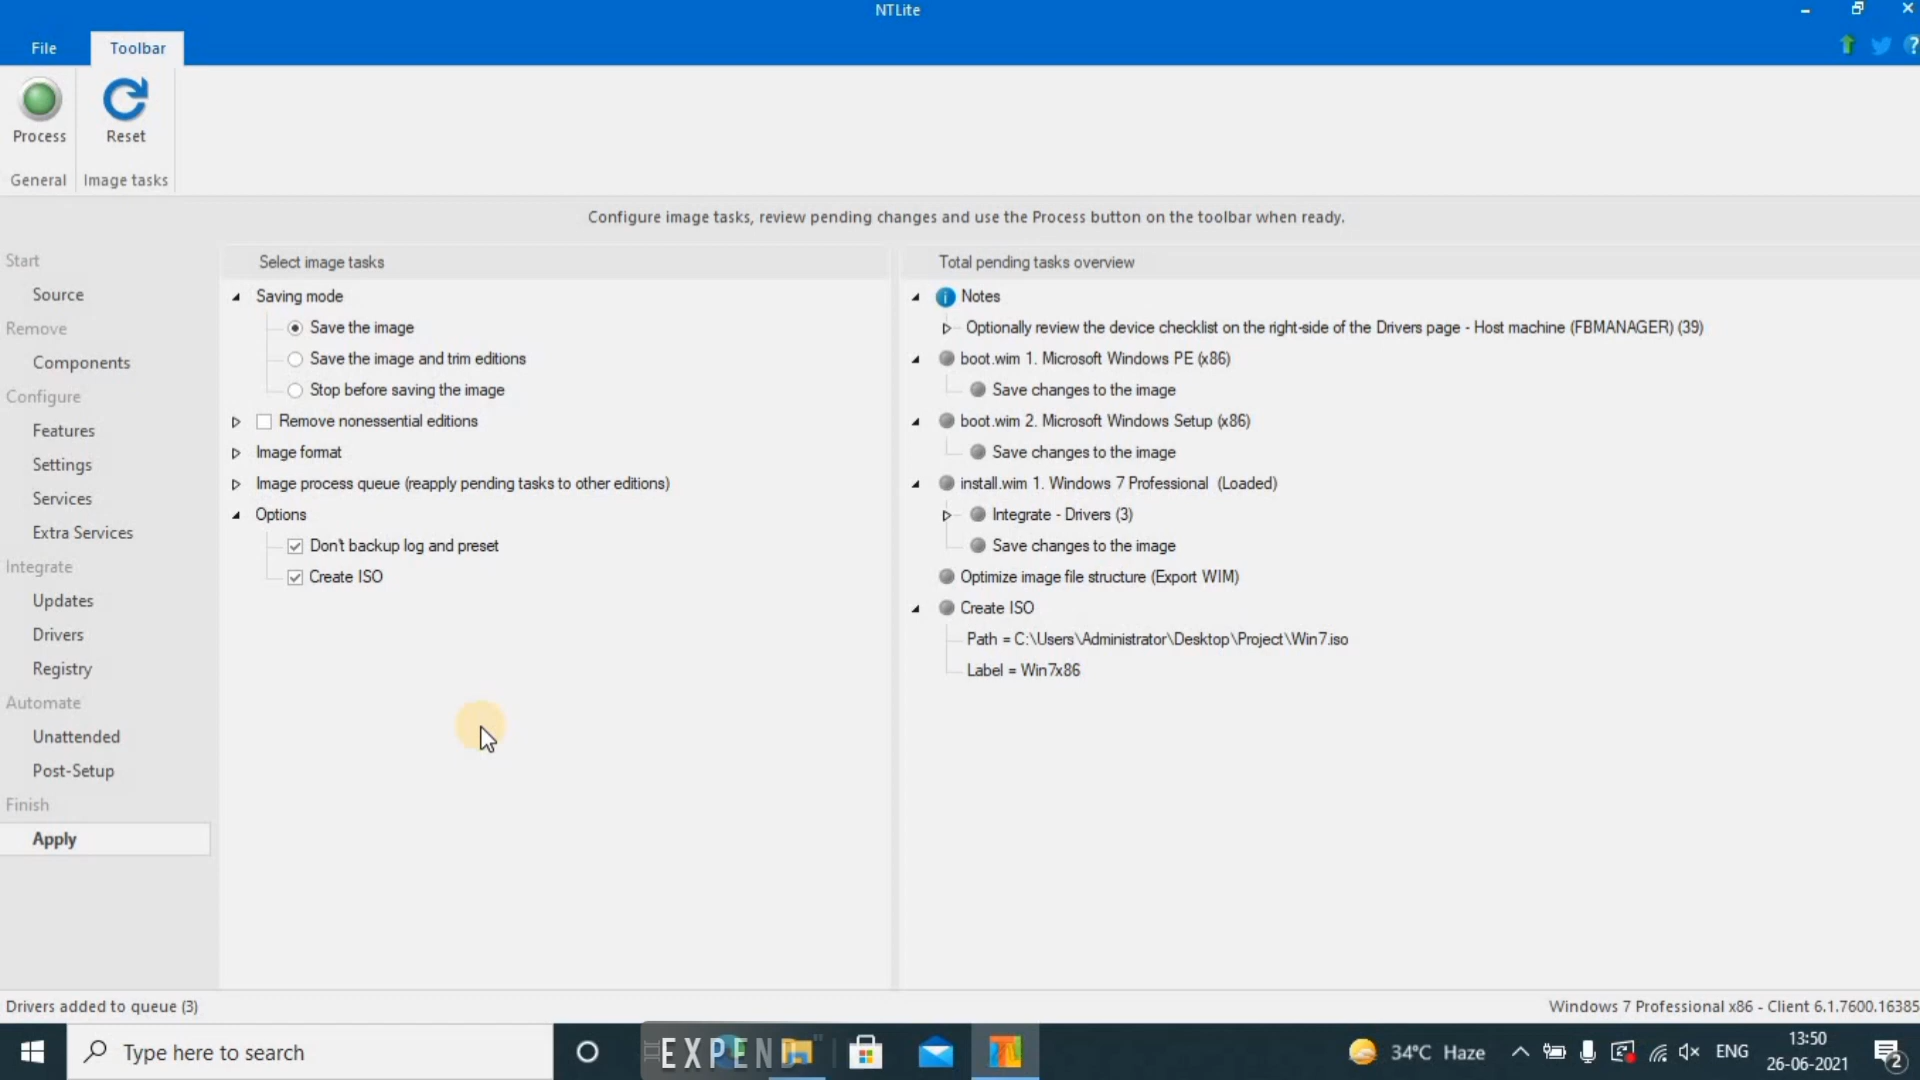 NTLite
File
Toolbar
Process
Reset
General
Image tasks
Configure image tasks, review pending changes and use the Process button on the toolbar when ready.
Start
Source
Remove
Components
Configure
Features
Settings
Services
Extra Services
Integrate
Updates
Drivers
Registry
Automate
Unattended
Post-Setup
Finish
Apply
Select image tasks
Saving mode
Save the image
Save the image and trim editions
Stop before saving the image
Remove nonessential editions
Image format
Image process queue (reapply pending tasks to other editions)
Options
Don't backup log and preset
Create ISO
Total pending tasks overview
Notes
Optionally review the device checklist on the right-side of the Drivers page - Host machine (FBMANAGER) (39)
boot.wim 1. Microsoft Windows PE (x86)
Save changes to the image
boot.wim 2. Microsoft Windows Setup (x86)
Save changes to the image
install.wim 1. Windows 7 Professional (Loaded)
Integrate - Drivers (3)
Save changes to the image
Optimize image file structure (Export WIM)
Create ISO
Path = C:\Users\Administrator\Desktop\Project\Win7.iso
Label = Win7x86
Drivers added to queue (3)
Windows 7 Professional x86 - Client 6.1.7600.16385
Type here to search
EXPEND
34°C Haze
ENG
13:50
26-06-2021
2